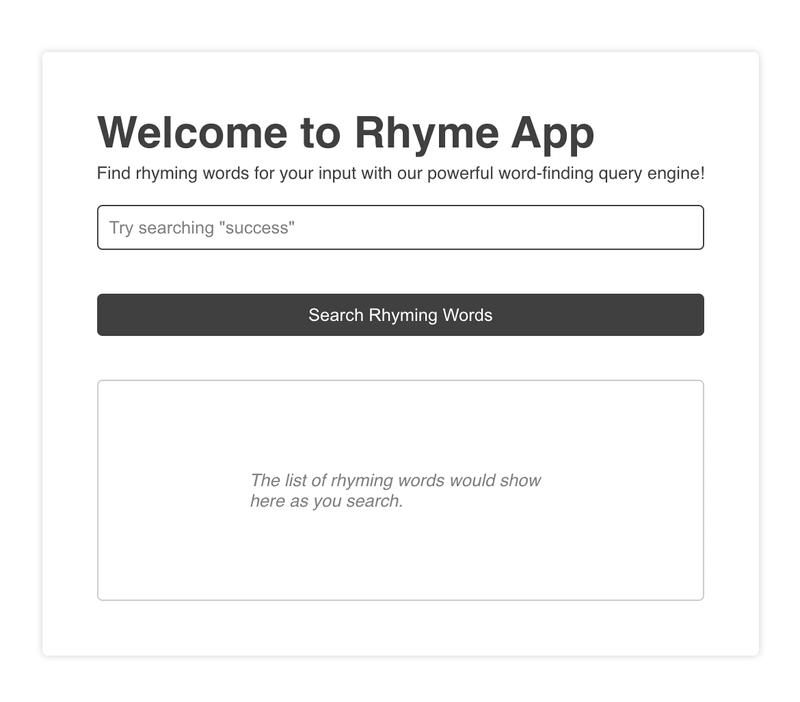 Welcome to Rhyme App
Find rhyming words for your input with our powerful word-finding query engine!
Try searching "success"
Search Rhyming Words
The list of rhyming words would show
here as you search.